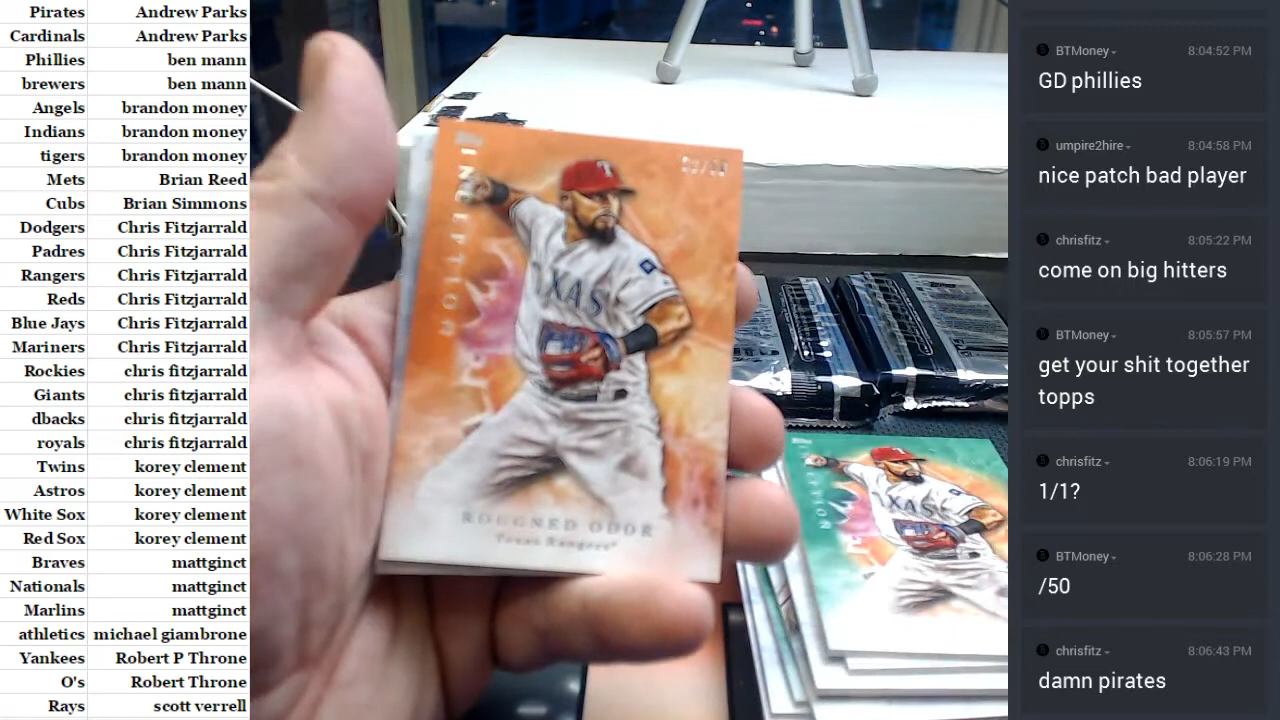 Pirates Andrew Parks
Cardinals Andrew Parks
Phillies ben mann
brewers ben mann
Angels brandon money
Indians brandon money
tigers brandon money
Mets Brian Reed
Cubs Brian Simmons
Dodgers Chris Fitzjarrald
Padres Chris Fitzjarrald
Rangers Chris Fitzjarrald
Reds Chris Fitzjarrald
Blue Jays Chris Fitzjarrald
Mariners Chris Fitzjarrald
Rockies chris fitzjarrald
Giants chris fitzjarrald
dbacks chris fitzjarrald
royals chris fitzjarrald
Twins korey clement
Astros korey clement
White Sox korey clement
Red Sox korey clement
Braves mattginct
Nationals mattginct
Marlins mattginct
athletics michael giambrone
Yankees Robert P Throne
O's Robert Throne
Rays scott verrell
INCEPTION
T
TEXAS
ROUGNED ODOR
Texas Rangers
INCEPTION
TEXAS
BTMoney 8:04:52 PM
GD phillies
umpire2hire 8:04:58 PM
nice patch bad player
chrisfitz 8:05:22 PM
come on big hitters
BTMoney 8:05:57 PM
get your shit together
topps
chrisfitz 8:06:19 PM
1/1?
BTMoney 8:06:28 PM
/50
chrisfitz 8:06:43 PM
damn pirates